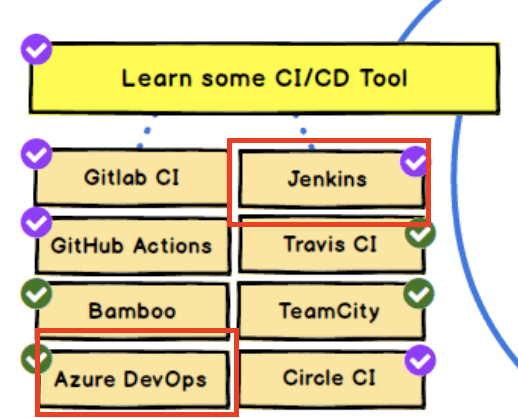 Learn some CI/CD Tool
Gitlab CI
Jenkins
GitHub Actions
Travis CI
Bamboo
TeamCity
Azure DevOps
Circle CI